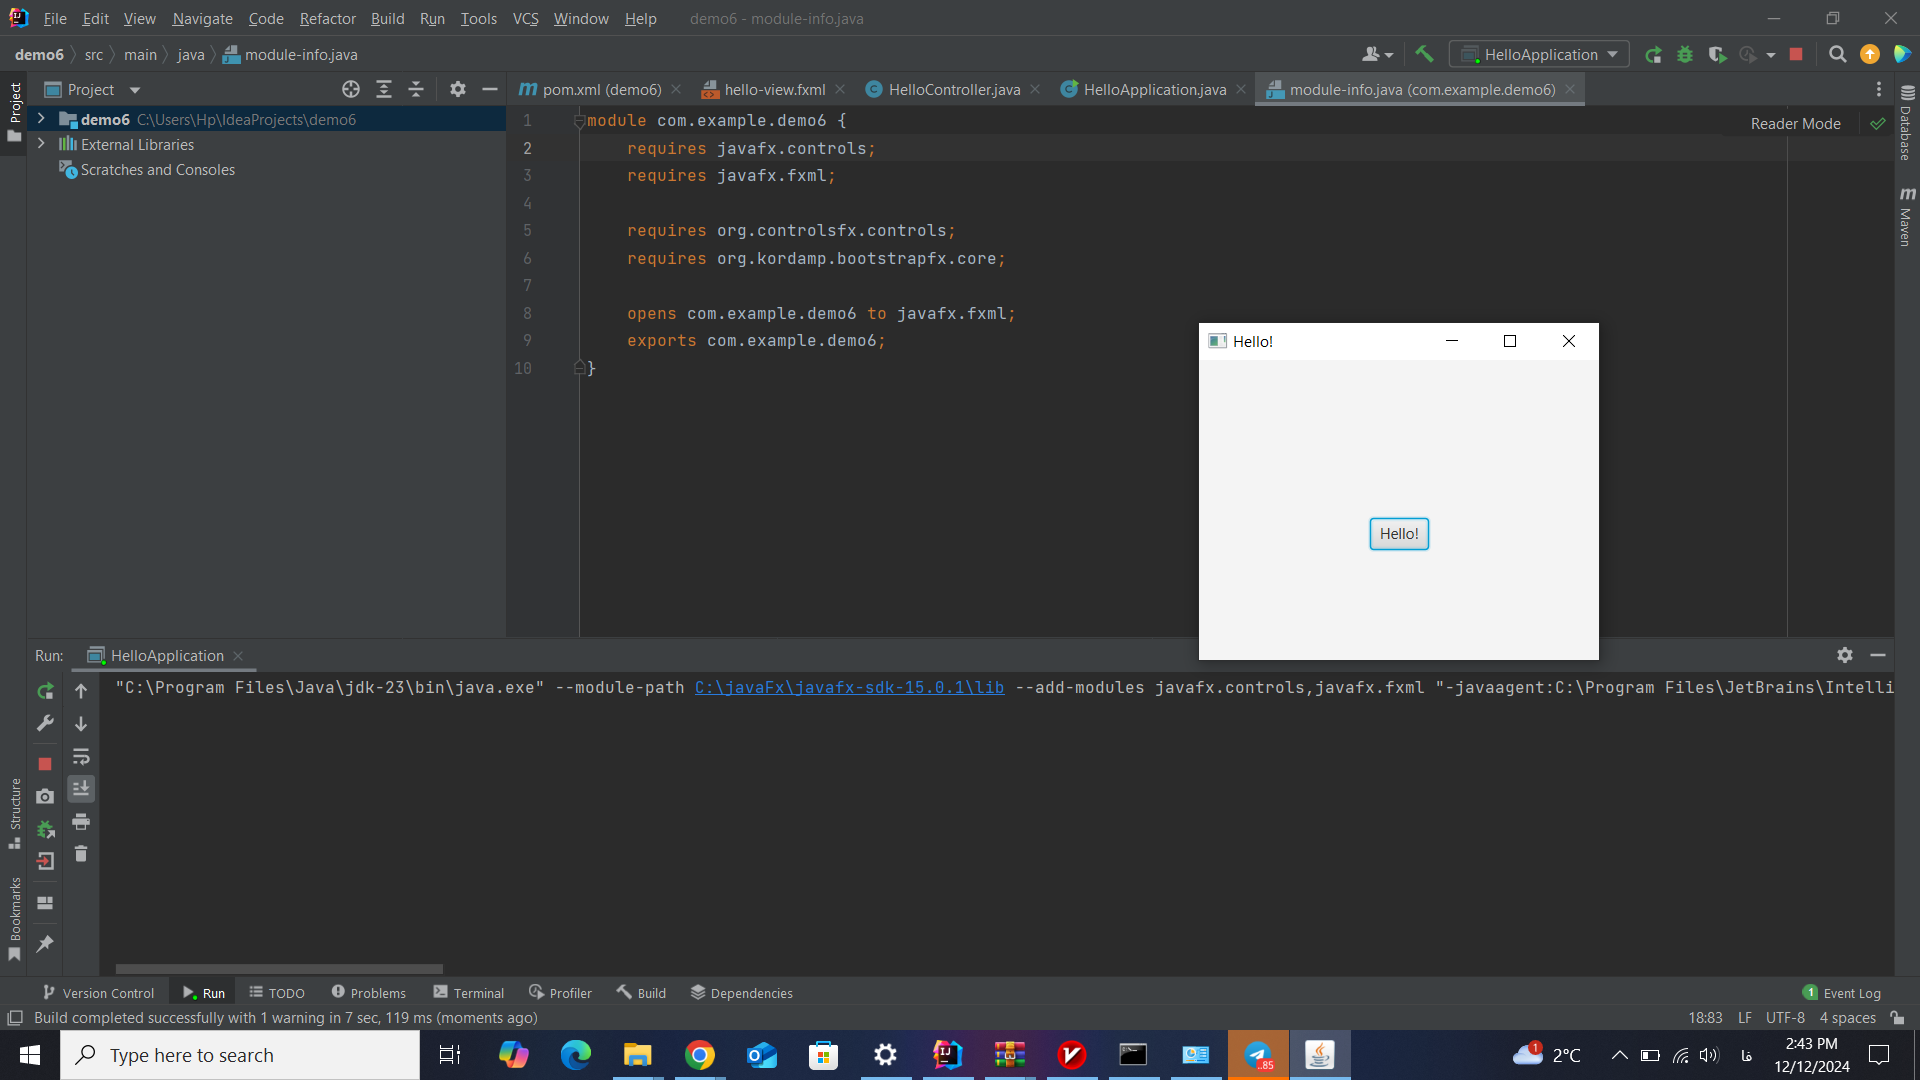 File Edit View Navigate Code Refactor Build Run Tools VCS Window Help demo6 - module-info.java
demo6 src main java module-info.java
HelloApplication
Project
pom.xml (demo6) hello-view.fxml HelloController.java HelloApplication.java module-info.java (com.example.demo6)
Project
demo6 C:\Users\Hp\IdeaProjects\demo6
External Libraries
Scratches and Consoles
Reader Mode
1 module com.example.demo6 {
2 requires javafx.controls;
3 requires javafx.fxml;
4
5 requires org.controlsfx.controls;
6 requires org.kordamp.bootstrapfx.core;
7
8 opens com.example.demo6 to javafx.fxml;
9 exports com.example.demo6;
10 }
Database
Maven
Hello!
Hello!
Run: HelloApplication
"C:\Program Files\Java\jdk-23\bin\java.exe" --module-path C:\javaFx\javafx-sdk-15.0.1\lib --add-modules javafx.controls,javafx.fxml "-javaagent:C:\Program Files\JetBrains\Intelli
Structure
Bookmarks
Version Control Run TODO Problems Terminal Profiler Build Dependencies
1 Event Log
Build completed successfully with 1 warning in 7 sec, 119 ms (moments ago)
18:83 LF UTF-8 4 spaces
Type here to search
..85
1
2°C
فا
2:43 PM
12/12/2024